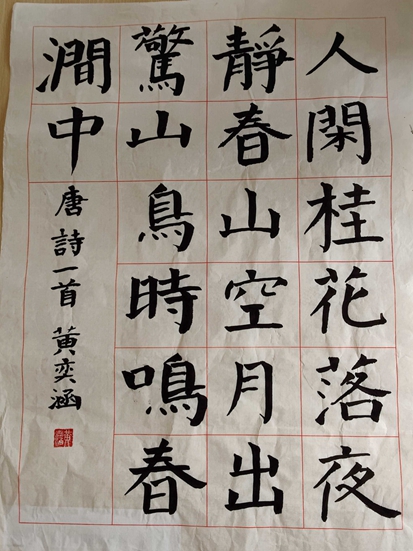 人閑桂花落夜
靜春山空月出
驚山鳥時鳴春
澗中
唐詩一首 黄奕涵